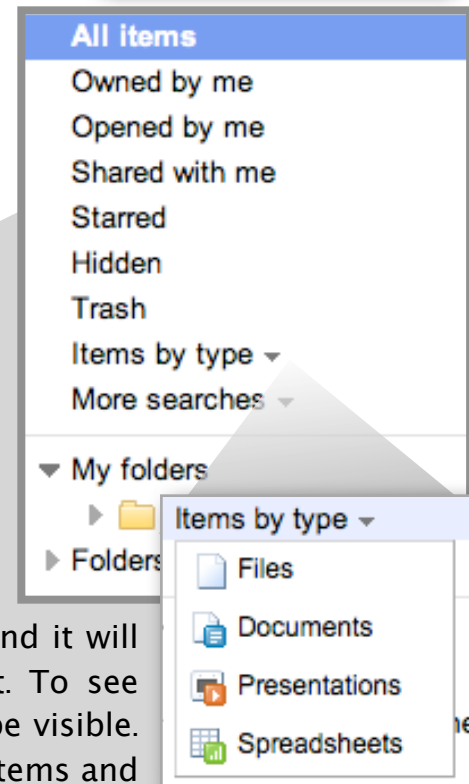 All items
Owned by me
Opened by me
Shared with me
Starred
Hidden
Trash
Items by type
More searches
My folders
Folders
Items by type
Files
Documents
Presentations
Spreadsheets
it will
To see
visible.
and